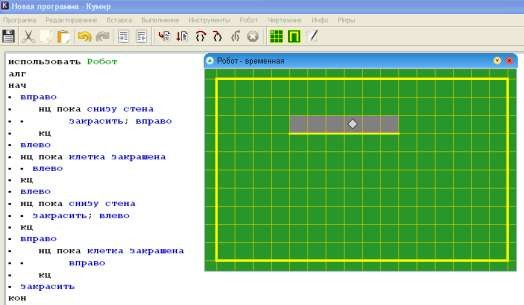 Новая программа - Кумир
Программа Редактирование Вставка Выполнение Инструменты Робот Черчение Инфо Миры
использовать Робот
алг
нач
вправо
нц пока снизу стена
закрасить; вправо
кц
влево
нц пока клетка закрашена
влево
кц
влево
нц пока снизу стена
закрасить; влево
кц
вправо
нц пока клетка закрашена
вправо
кц
закрасить
кон
Робот - временная